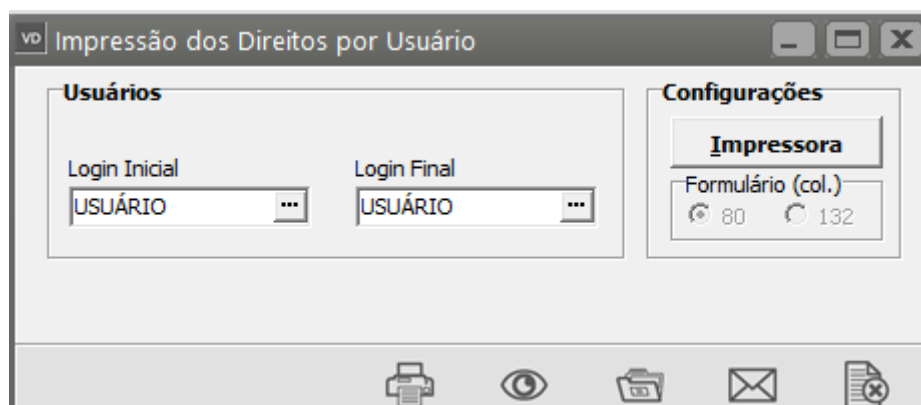 VD Impressão dos Direitos por Usuário
Usuários
Configurações
Impressora
Login Inicial
Login Final
Formulário (col.)
USUÁRIO ...
USUÁRIO ...
80
132